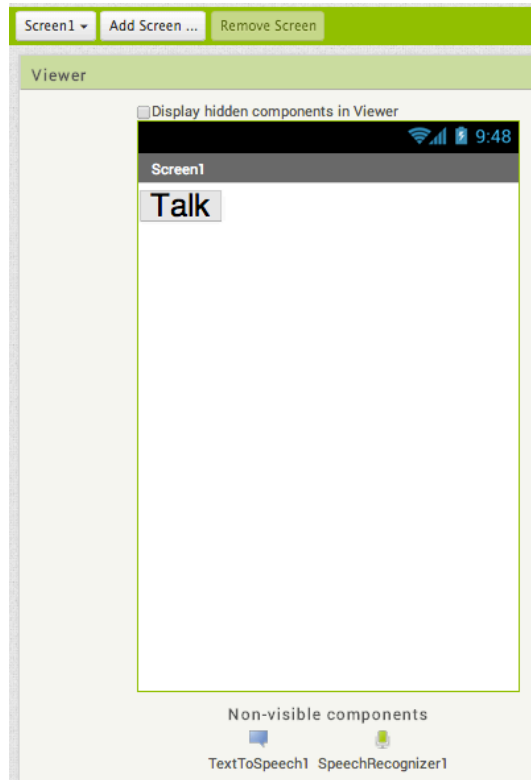 Screen1 Add Screen ... Remove Screen
Viewer
Display hidden components in Viewer
9:48
Screen1
Talk
Non-visible components
TextToSpeech1 SpeechRecognizer1